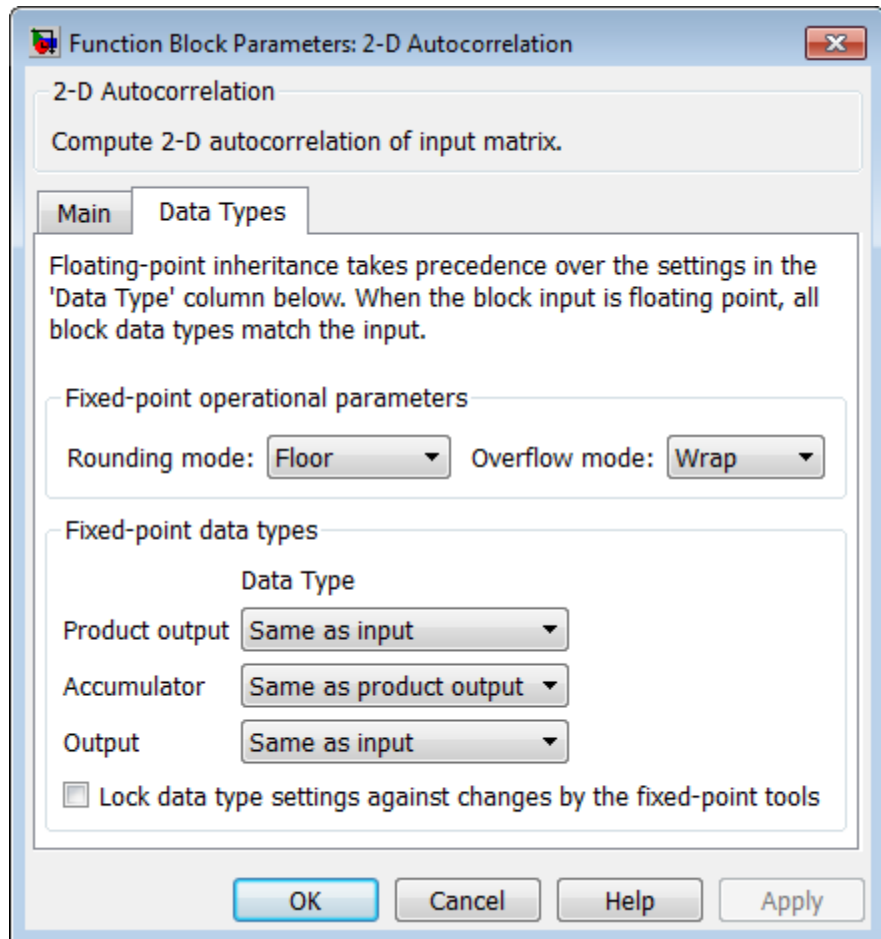 Function Block Parameters: 2-D Autocorrelation
2-D Autocorrelation
Compute 2-D autocorrelation of input matrix.
Main Data Types
Floating-point inheritance takes precedence over the settings in the
'Data Type' column below. When the block input is floating point, all
block data types match the input.
Fixed-point operational parameters
Rounding mode: Floor Overflow mode: Wrap
Fixed-point data types
Data Type
Product output Same as input
Accumulator Same as product output
Output Same as input
Lock data type settings against changes by the fixed-point tools
OK Cancel Help Apply